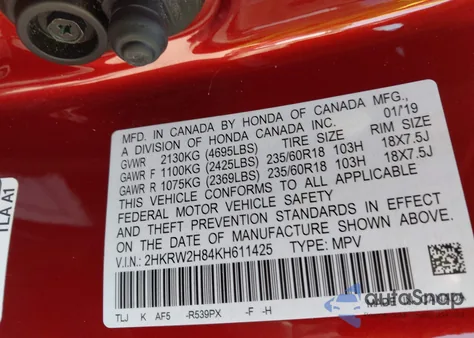 TLA A1
MFD. IN CANADA BY HONDA OF CANADA MFG.,
A DIVISION OF HONDA CANADA INC. 01/19
GVWR 2130KG (4695LBS) TIRE SIZE RIM SIZE
GAWR F 1100KG (2425LBS) 235/60R18 103H 18X7.5J
GAWR R 1075KG (2369LBS) 235/60R18 103H 18X7.5J
THIS VEHICLE CONFORMS TO ALL APPLICABLE
FEDERAL MOTOR VEHICLE SAFETY
AND THEFT PREVENTION STANDARDS IN EFFECT
ON THE DATE OF MANUFACTURE SHOWN ABOVE.
V.I.N.: 2HKRW2H84KH611425 TYPE: MPV
TLJ K AF5 -R539PX -F -H
autoSnap